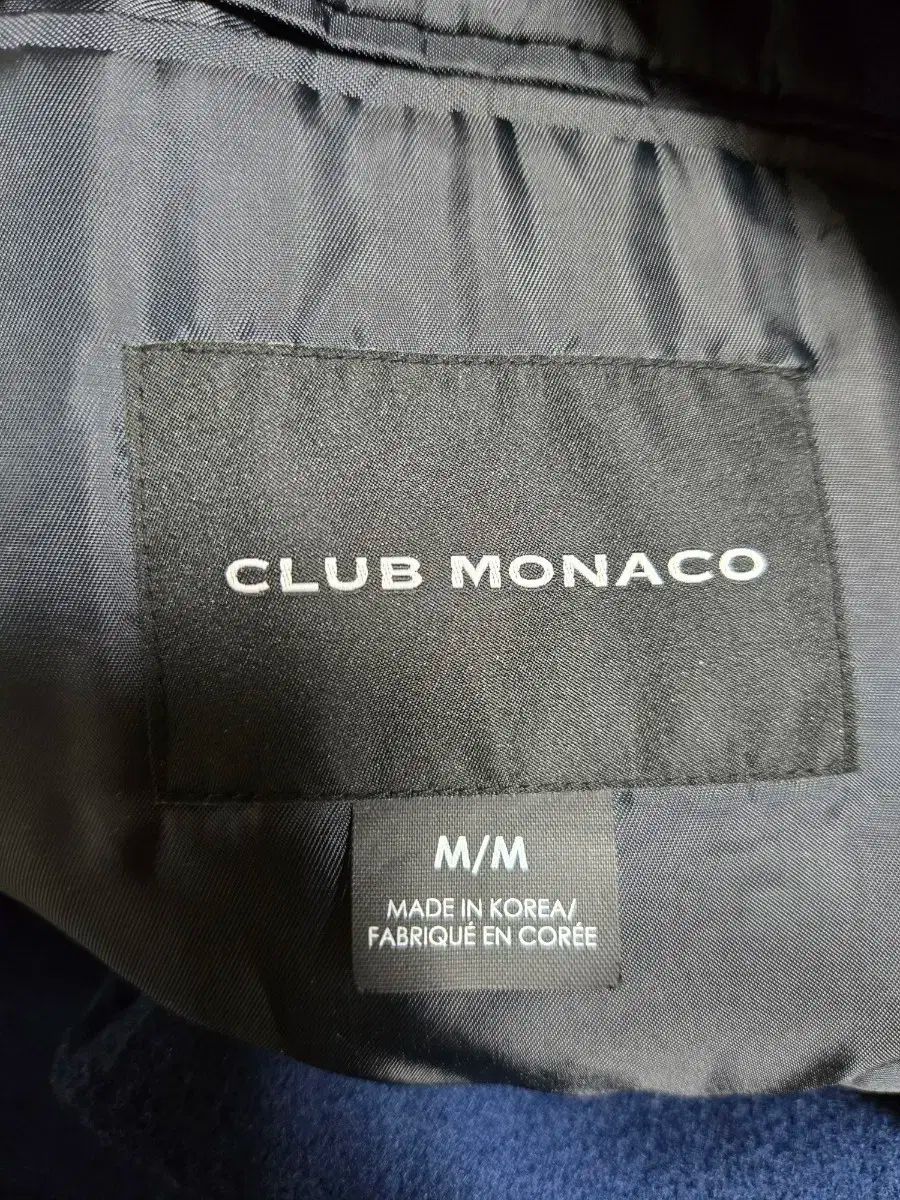 CLUB MONACO
M/M
MADE IN KOREA/
FABRIQUÉ EN CORÉE